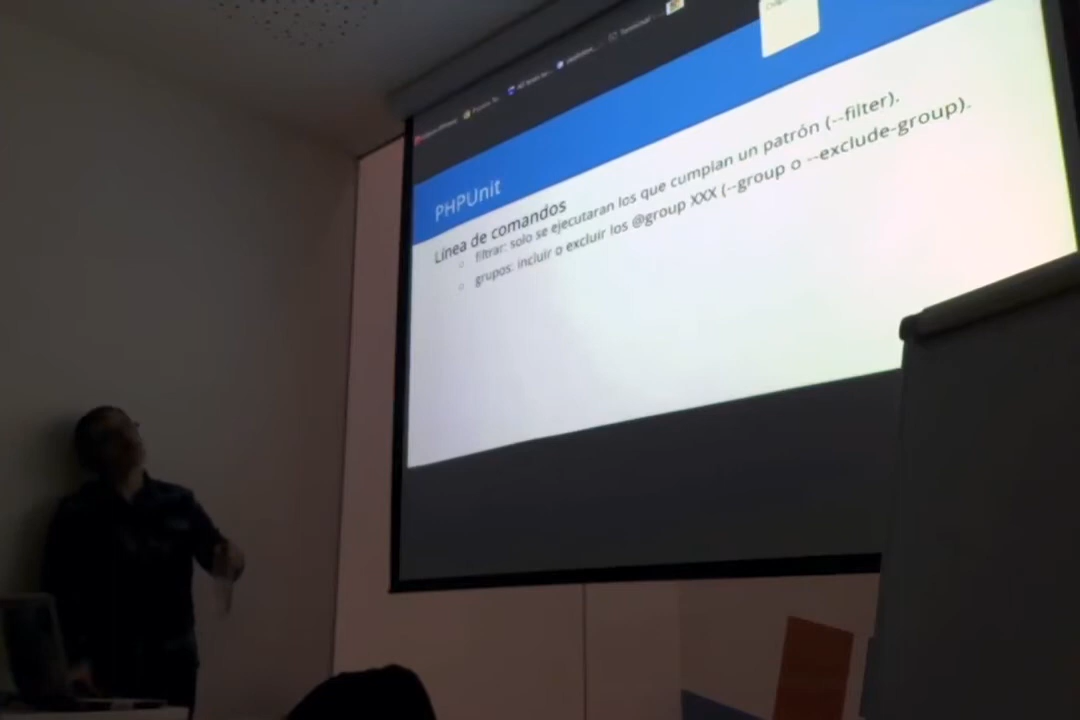 Terminal
PHPUnit
Línea de comandos
filtrar: solo se ejecutaran los que cumplan un patrón (--filter).
grupos: incluir o excluir los @group XXX (--group o --exclude-group).